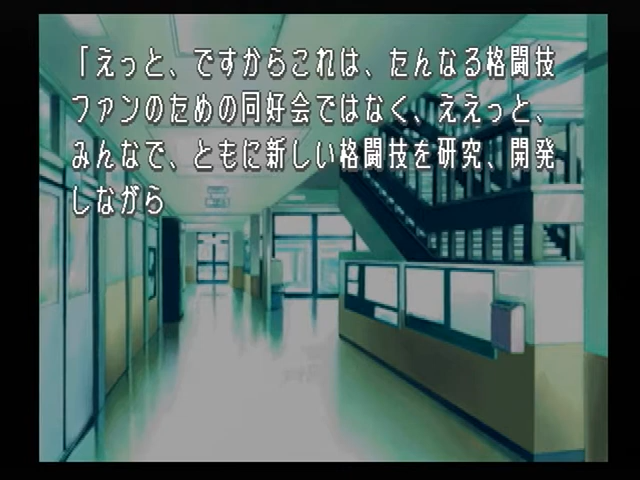 「えっと、ですからこれは、たんなる格闘技
ファンのための同好会ではなく、ええっと、
みんなで、ともに新しい格闘技を研究、開発
しながら